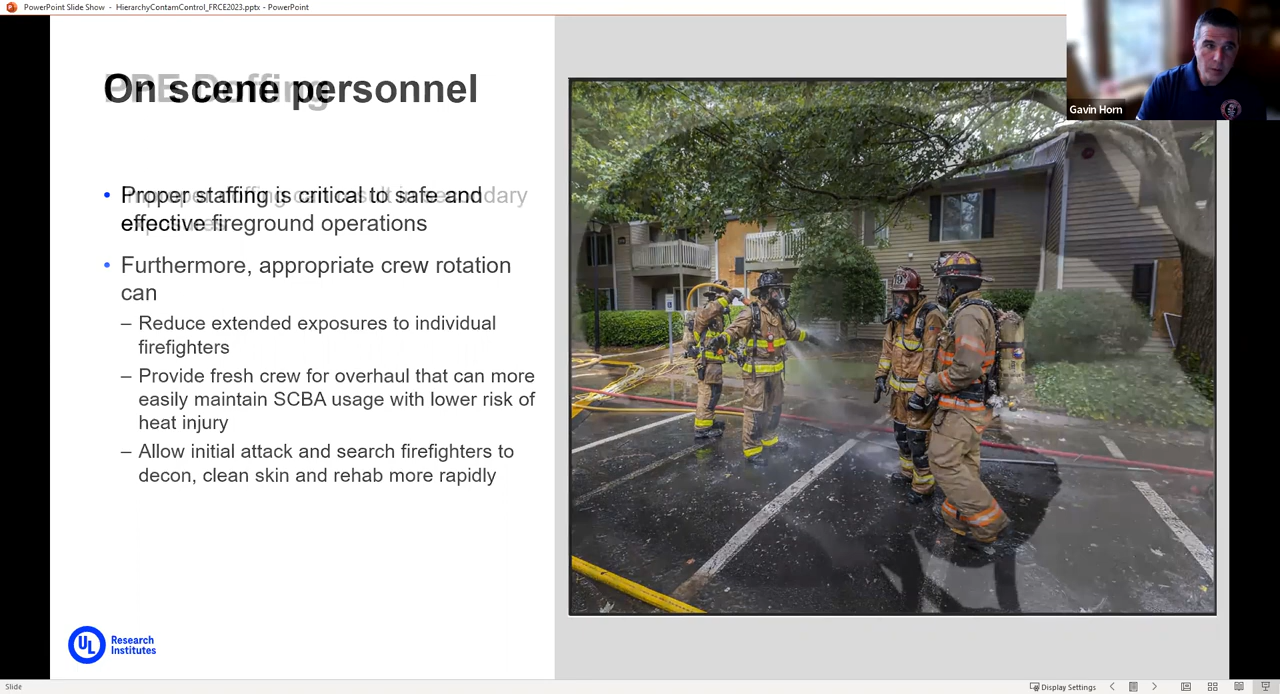 PowerPoint Slide Show - HierarchyContamControl_FRCE2023.pptx - PowerPoint
Gavin Horn
On scene personnel
PPE Doffing
• Proper staffing is critical to safe and
effective fireground operations
• Furthermore, appropriate crew rotation
can
– Reduce extended exposures to individual
firefighters
– Provide fresh crew for overhaul that can more
easily maintain SCBA usage with lower risk of
heat injury
– Allow initial attack and search firefighters to
decon, clean skin and rehab more rapidly
UL Research
Institutes
Slide
Display Settings